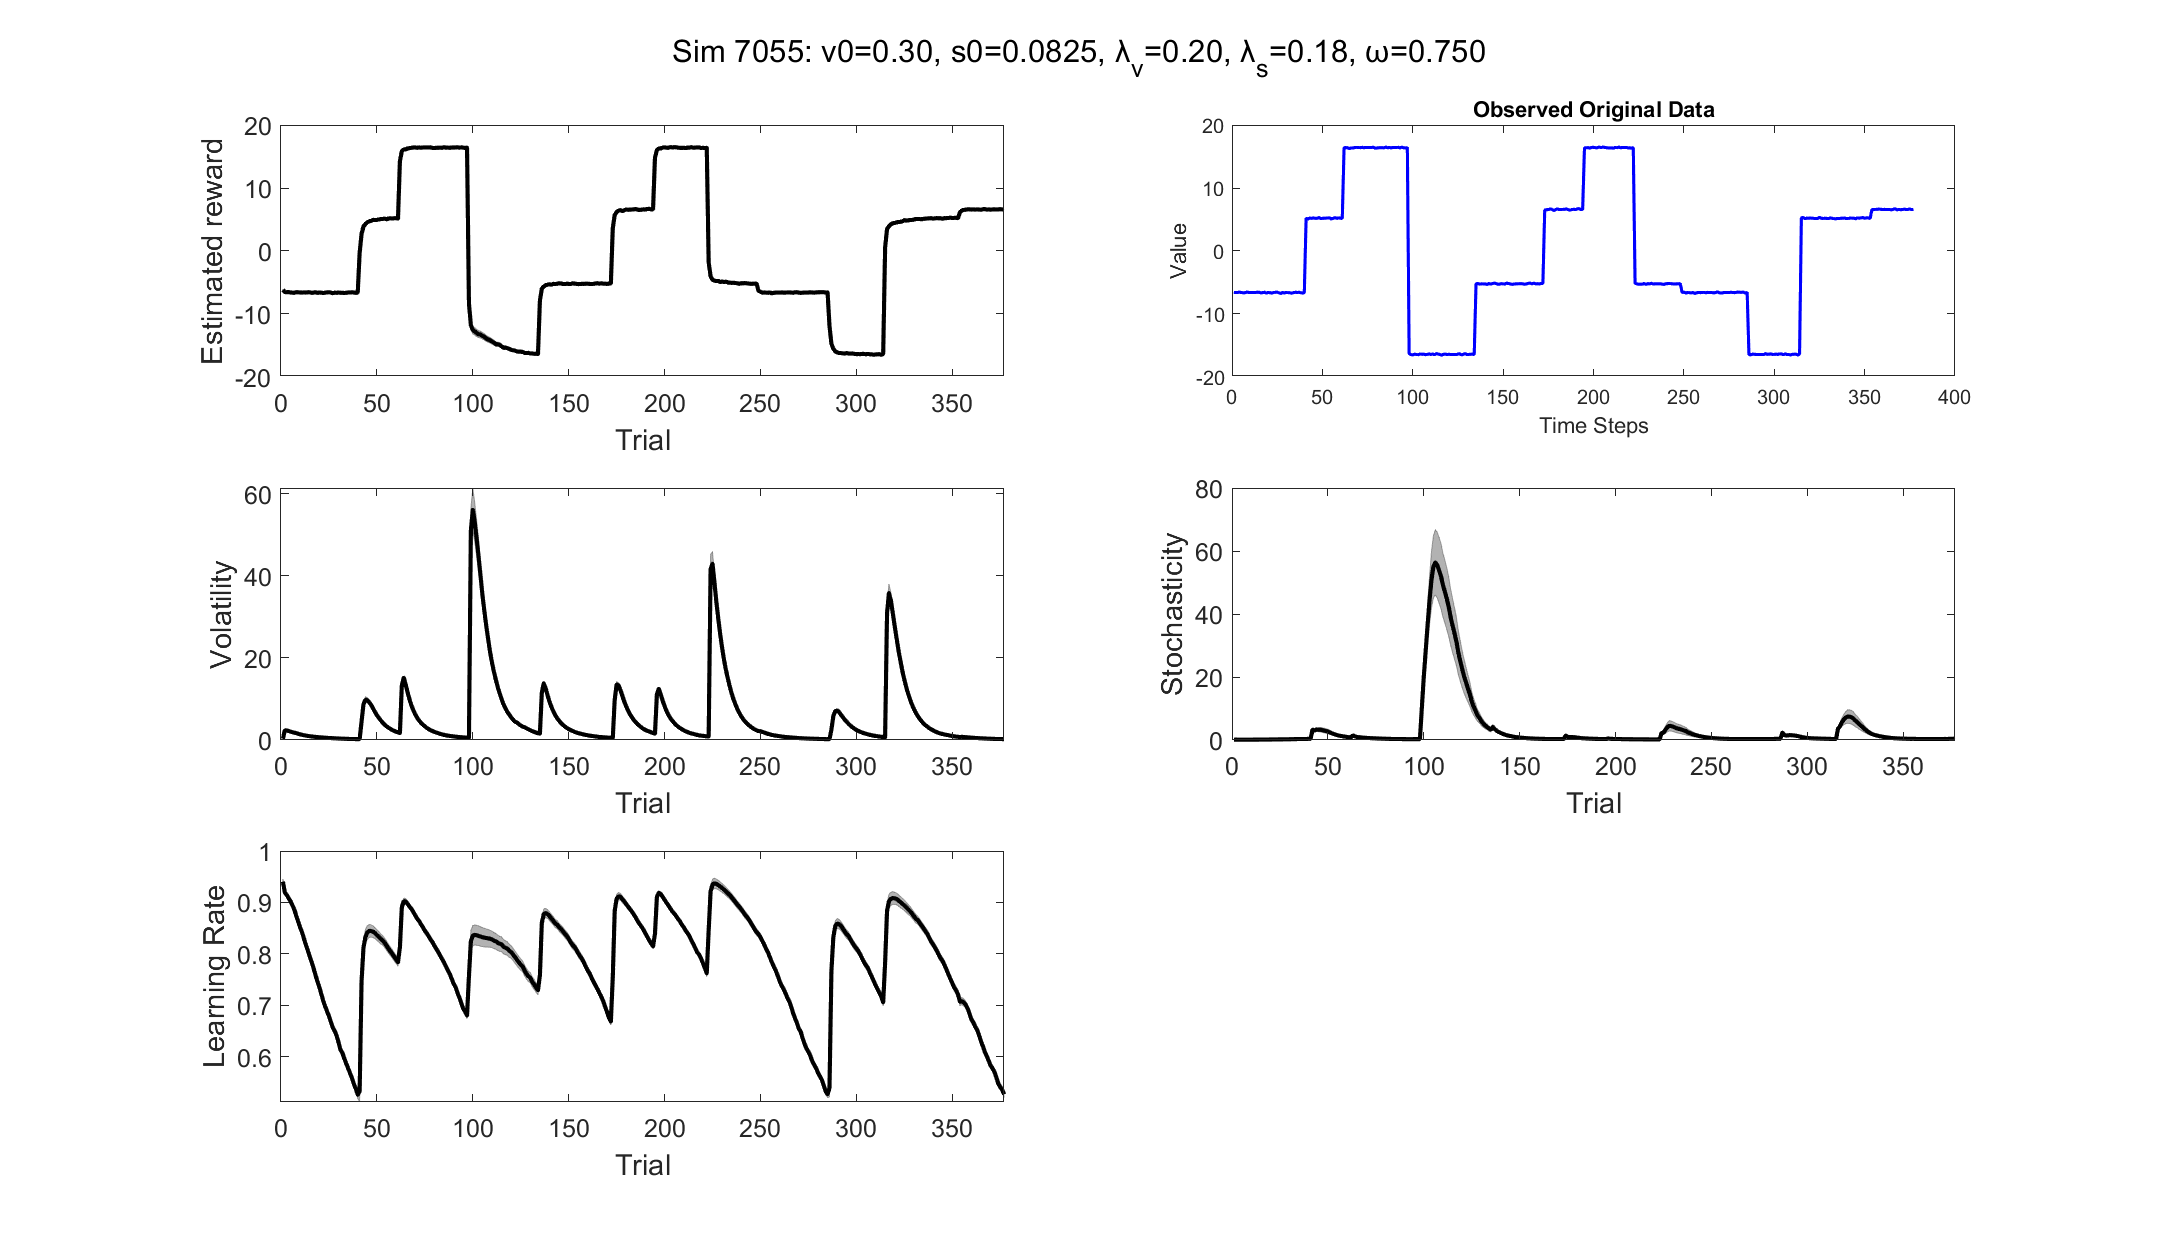 Sim 7055: v0=0.30, s0=0.0825, λ_v=0.20, λ_s=0.18, ω=0.750
20
10
0
-10
-20
Estimated reward
0 50 100 150 200 250 300 350
Trial
Observed Original Data
20
10
0
-10
-20
Value
0 50 100 150 200 250 300 350 400
Time Steps
60
40
20
0
Volatility
0 50 100 150 200 250 300 350
Trial
80
60
40
20
0
Stochasticity
0 50 100 150 200 250 300 350
Trial
1
0.9
0.8
0.7
0.6
Learning Rate
0 50 100 150 200 250 300 350
Trial